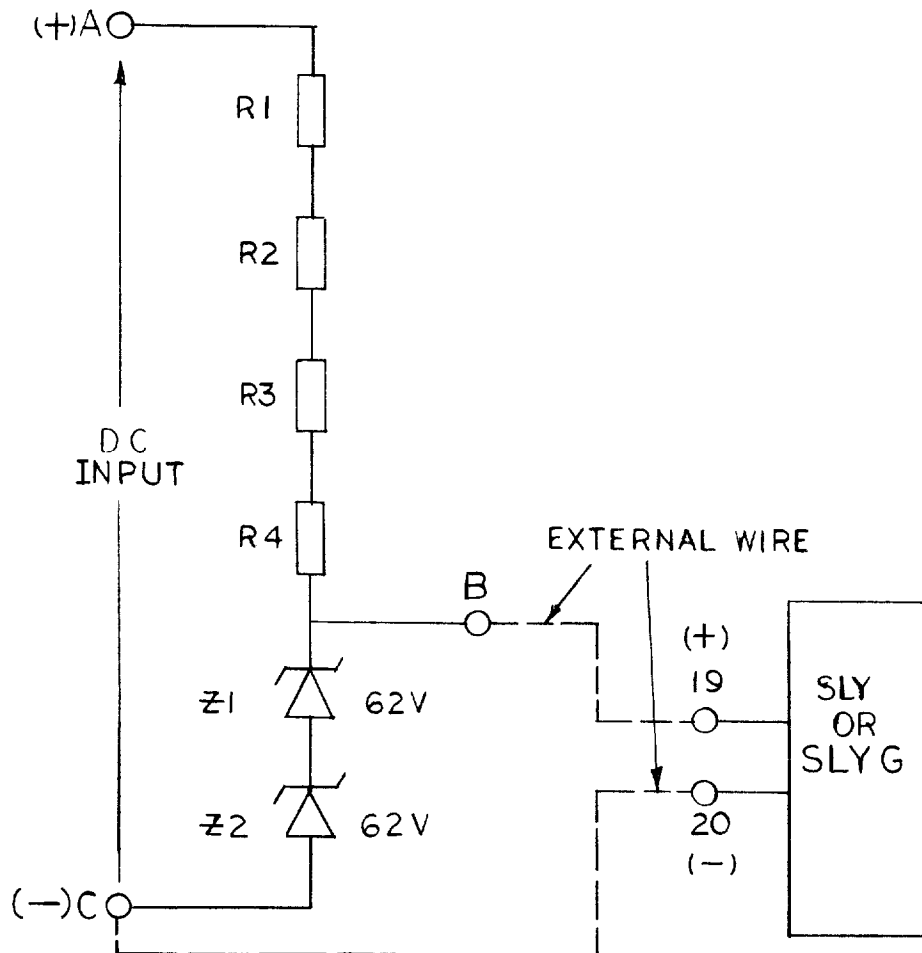 (+)A
R1
R2
R3
DC
INPUT
R4
EXTERNAL WIRE
B
(+)
19
SLY
OR
SLYG
Z1 62V
Z2 62V
20
(-)
(-)C